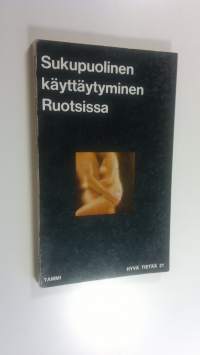 Sukupuolinen
käyttäytyminen
Ruotsissa
TAMMI
HYVÄ TIETÄÄ 21